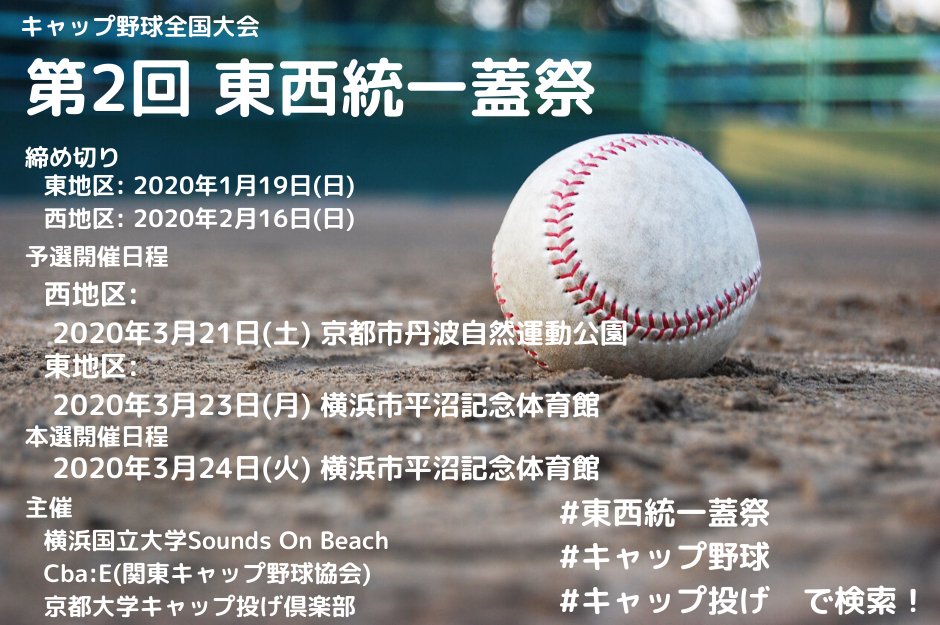 キャップ野球全国大会
第2回 東西統一蓋祭
締め切り
東地区: 2020年1月19日(日)
西地区: 2020年2月16日(日)
予選開催日程
西地区:
2020年3月21日(土) 京都市丹波自然運動公園
東地区:
2020年3月23日(月) 横浜市平沼記念体育館
本選開催日程
2020年3月24日(火) 横浜市平沼記念体育館
主催
横浜国立大学Sounds On Beach
Cba:E(関東キャップ野球協会)
京都大学キャップ投げ倶楽部
#東西統一蓋祭
#キャップ野球
#キャップ投げ　で検索！